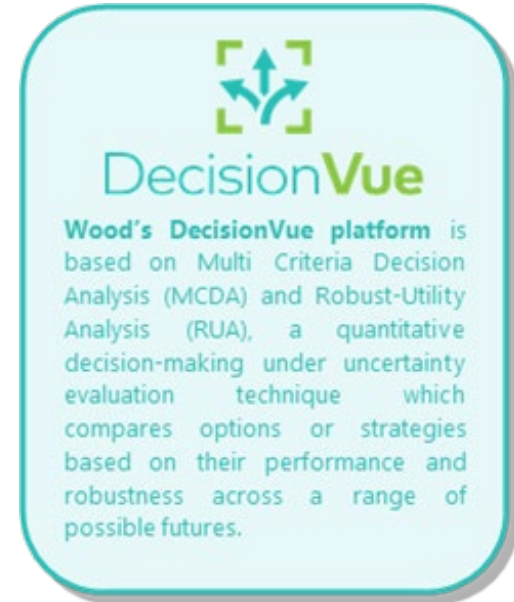 DecisionVue
Wood's DecisionVue platform is
based on Multi Criteria Decision
Analysis (MCDA) and Robust-Utility
Analysis (RUA), a quantitative
decision-making under uncertainty
evaluation technique which
compares options or strategies
based on their performance and
robustness across a range of
possible futures.